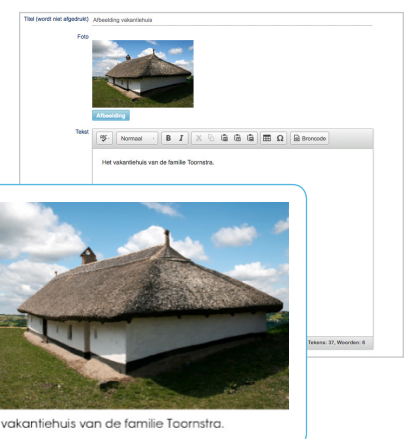 Titel (wordt niet afgedrukt) Afbeelding vakantiehuis
Foto
Afbeelding
Tekst
Normaal B I Ω Broncode
Het vakantiehuis van de familie Toornstra.
Tekens: 37, Woorden: 6
vakantiehuis van de familie Toornstra.